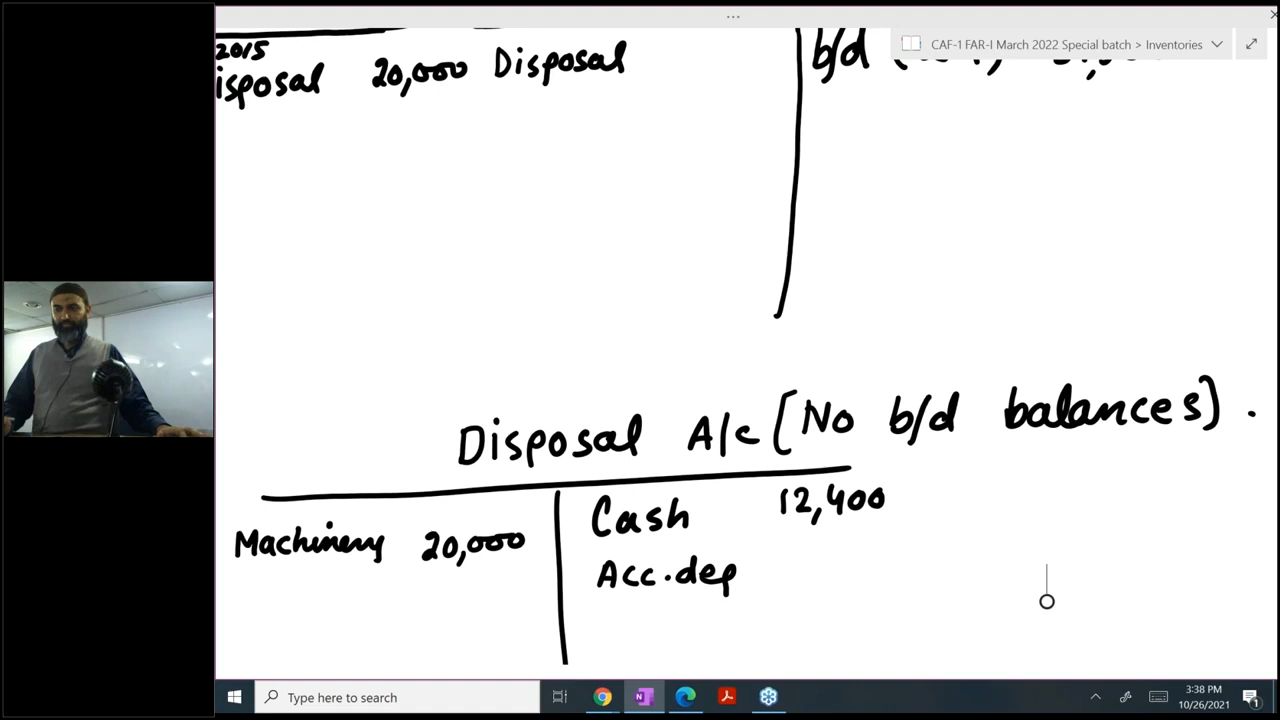 CAF-1 FAR-I March 2022 Special batch > Inventories
2015
isposal 20,000 Disposal
b/d
Disposal A/c [No b/d balances].
Machinery 20,000
Cash 12,400
Acc.dep
Type here to search
3:38 PM
10/26/2021
1